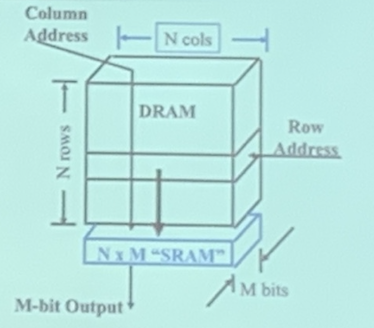 Column
Address
N cols
DRAM
N rows
Row
Address
N x M “SRAM”
M bits
M-bit Output